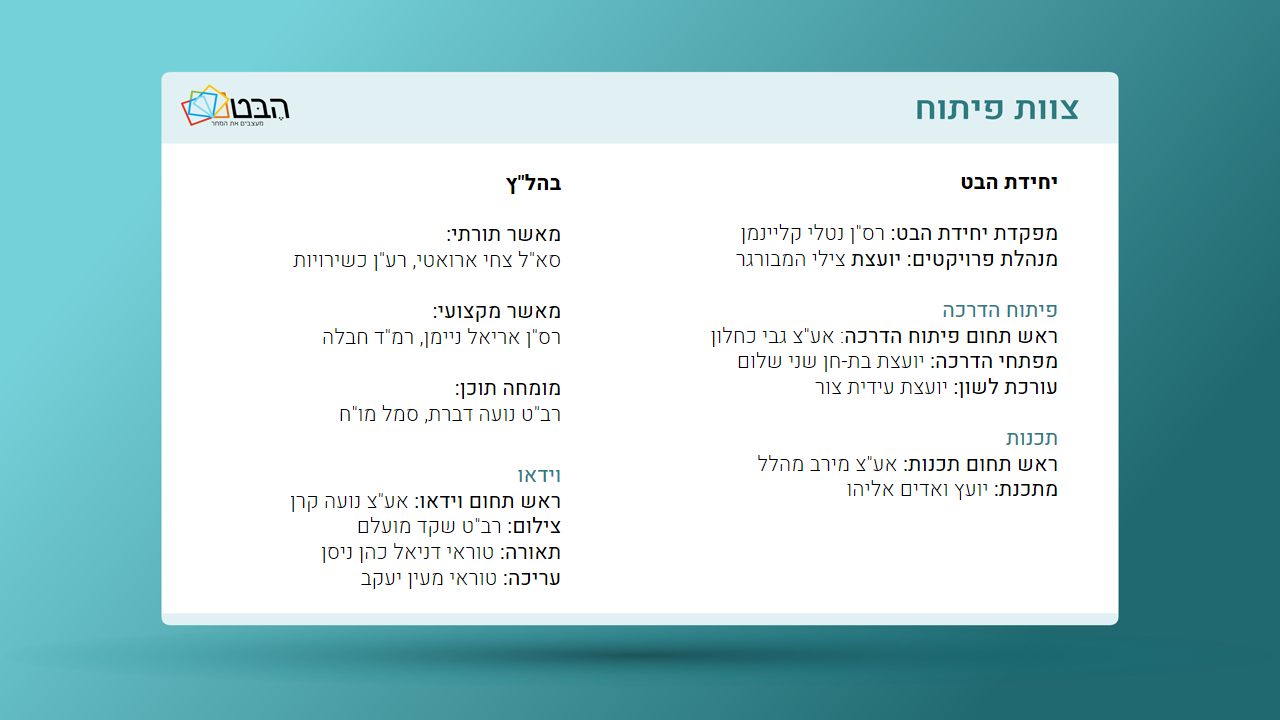 צוות פיתוח
הֶבֵּט
מעצבים את המחר
יחידת הבט
מפקדת יחידת הבט: רס"ן נטלי קליינמן
מנהלת פרויקטים: יועצת צילי המבורגר
פיתוח הדרכה
ראש תחום פיתוח הדרכה: אע"צ גבי כחלון
מפתחי הדרכה: יועצת בת-חן שני שלום
עורכת לשון: יועצת עידית צור
תכנות
ראש תחום תכנות: אע"צ מירב מהלל
מתכנת: יועץ ואדים אליהו
בהל"ץ
מאשר תורתי:
סא"ל צחי ארואטי, רע"ן כשירויות
מאשר מקצועי:
רס"ן אריאל ניימן, רמ"ד חבלה
מומחה תוכן:
רב"ט נועה דברת, סמל מו"ח
וידאו
ראש תחום וידאו: אע"צ נועה קרן
צילום: רב"ט שקד מועלם
תאורה: טוראי דניאל כהן ניסן
עריכה: טוראי מעין יעקב